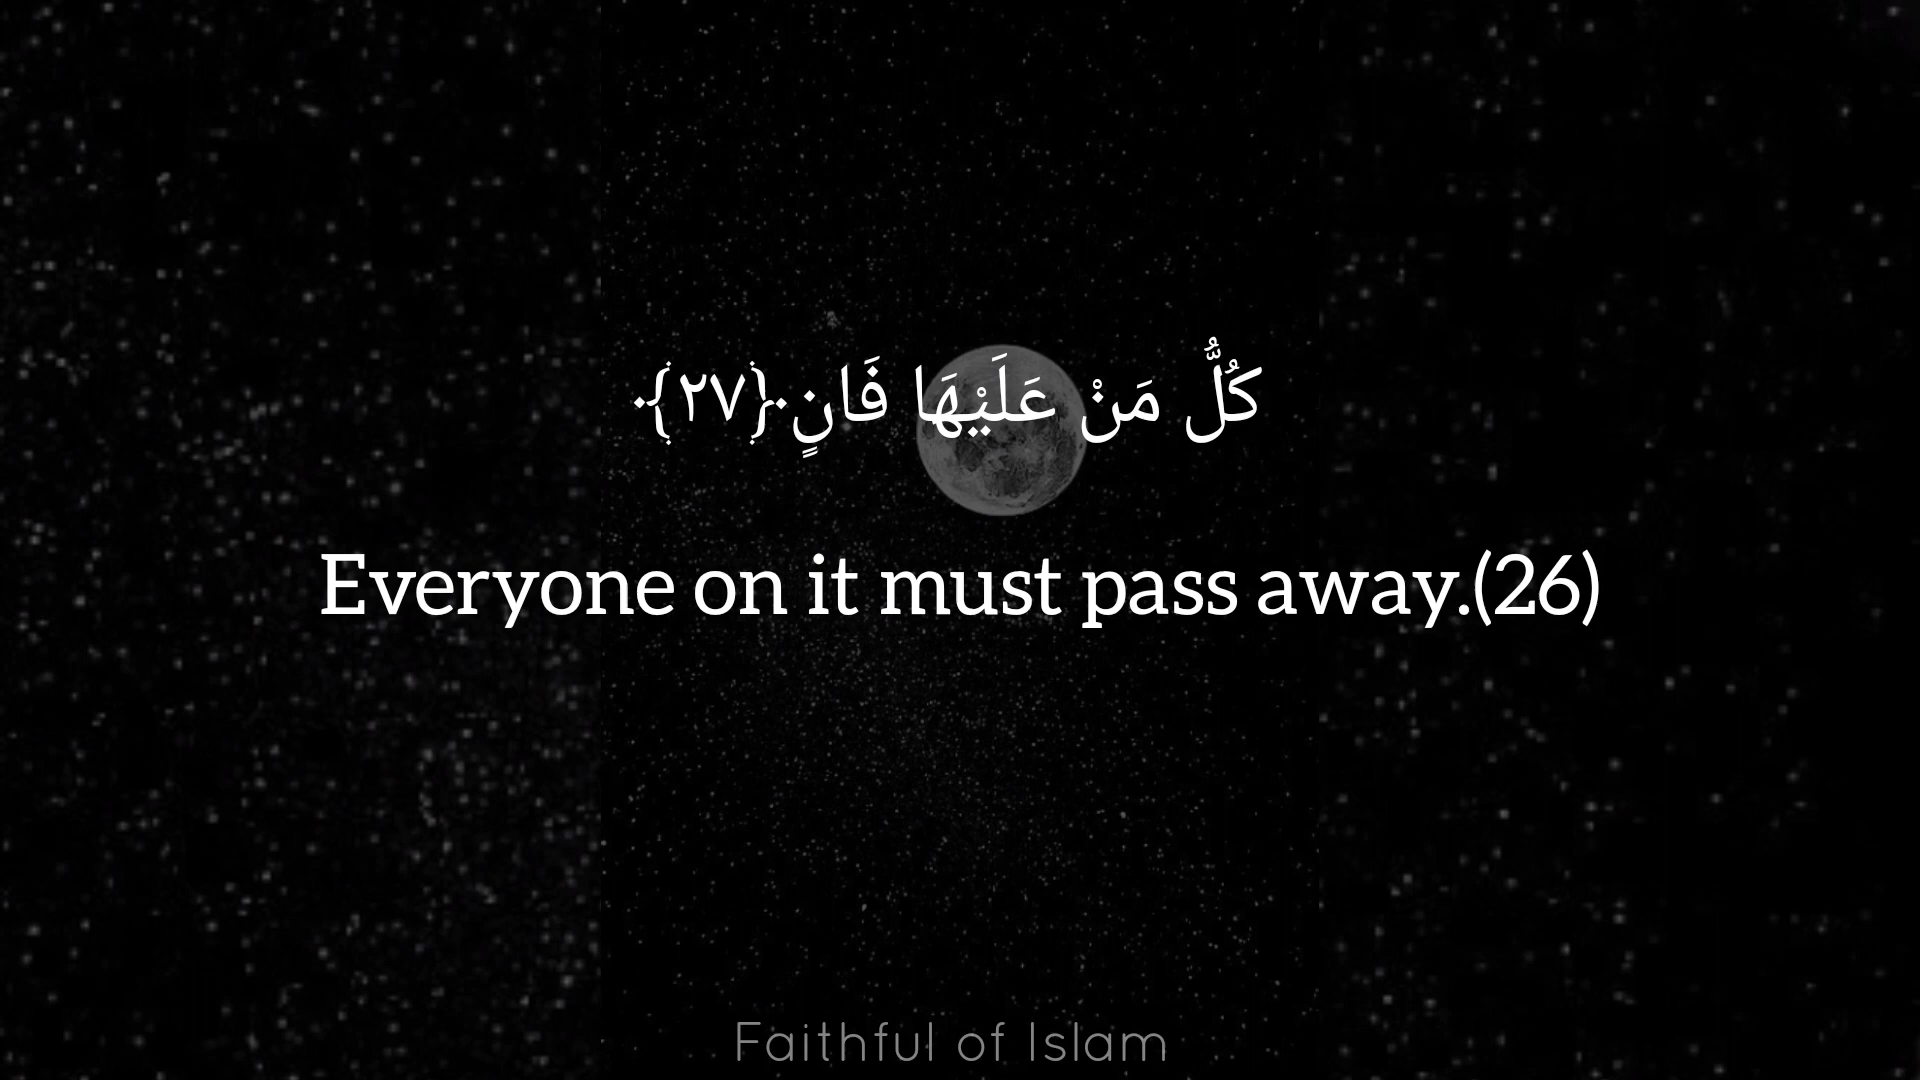 كُلُّ مَنْ عَلَيْهَا فَانٍ ·{٢٧}·
Everyone on it must pass away.(26)
Faithful of Islam